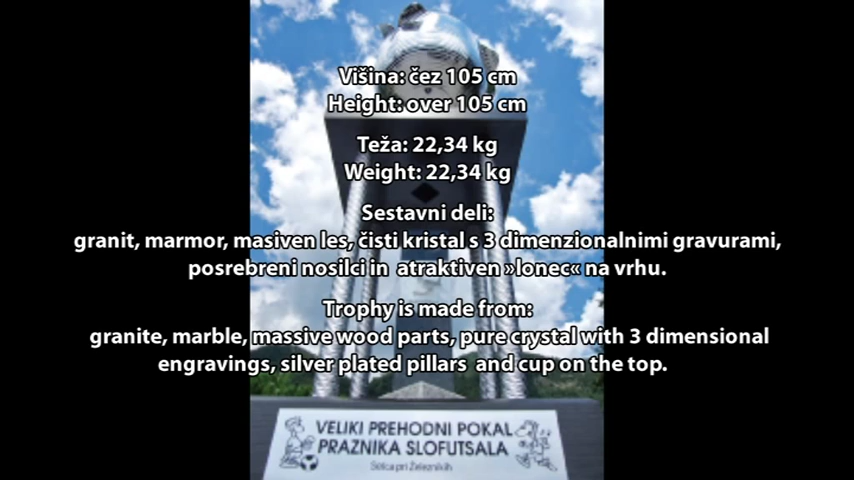 Višina: čez 105 cm
Height: over 105 cm
Teža: 22,34 kg
Weight: 22,34 kg
Sestavni deli:
granit, marmor, masiven les, čisti kristal s 3 dimenzionalnimi gravurami,
posrebreni nosilci in atraktiven »lonec« na vrhu.
Trophy is made from:
granite, marble, massive wood parts, pure crystal with 3 dimensional
engravings, silver plated pillars and cup on the top.
VELIKI PREHODNI POKAL
PRAZNIKA SLOFUTSALA
Selca pri Železnikih